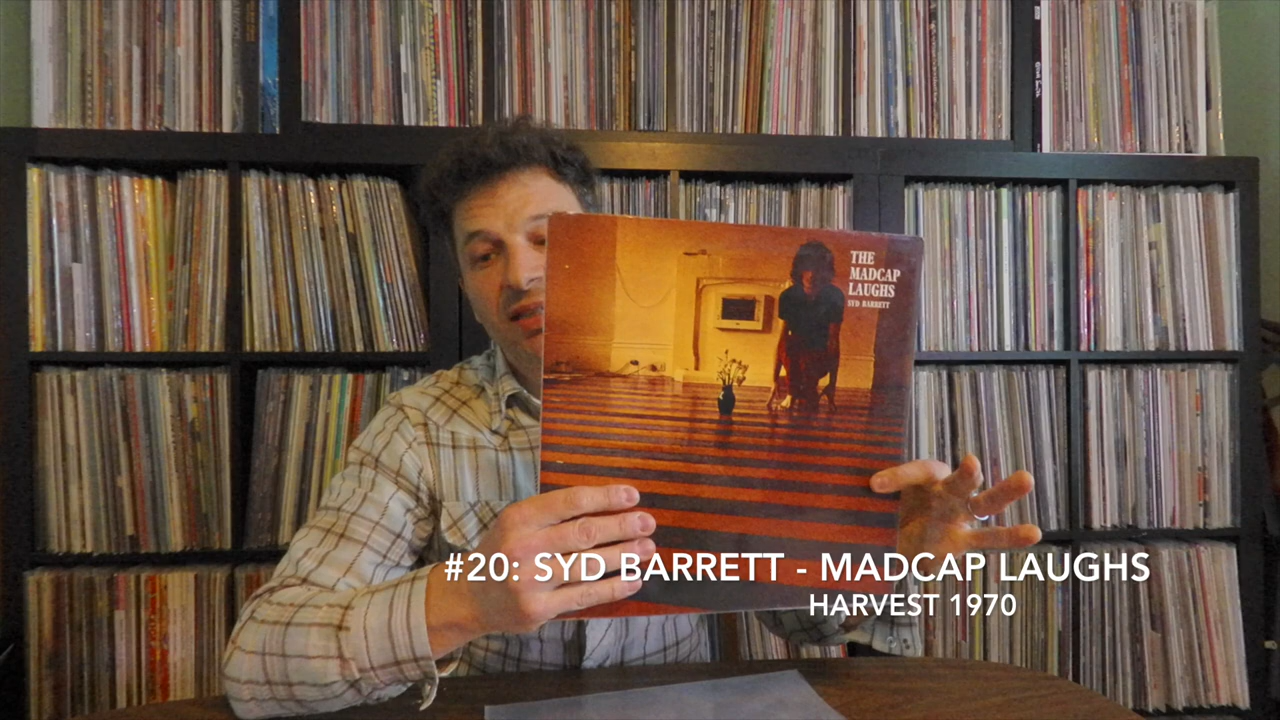 THE
MADCAP
LAUGHS
SYD BARRETT
#20: SYD BARRETT - MADCAP LAUGHS
HARVEST 1970